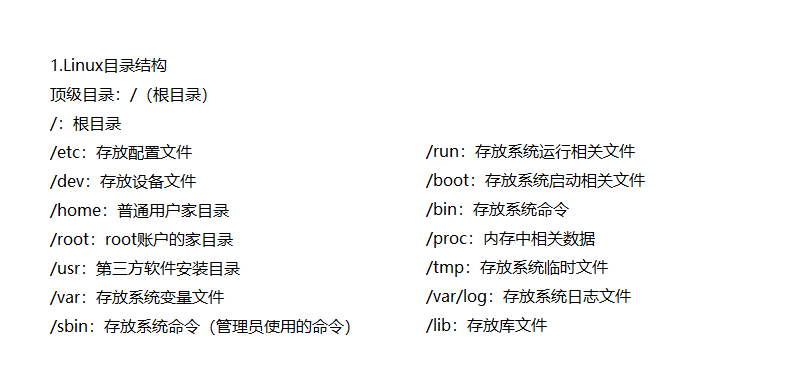 1.Linux目录结构
顶级目录：/（根目录）
/：根目录
/etc：存放配置文件
/dev：存放设备文件
/home：普通用户家目录
/root：root账户的家目录
/usr：第三方软件安装目录
/var：存放系统变量文件
/sbin：存放系统命令（管理员使用的命令）
/run：存放系统运行相关文件
/boot：存放系统启动相关文件
/bin：存放系统命令
/proc：内存中相关数据
/tmp：存放系统临时文件
/var/log：存放系统日志文件
/lib：存放库文件